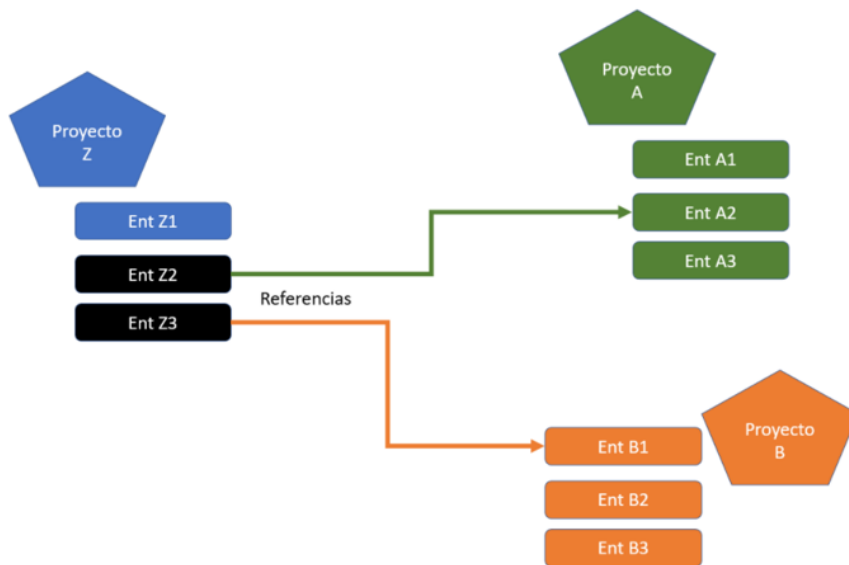 Proyecto
Z
Ent Z1
Ent Z2
Ent Z3
Referencias
Proyecto
A
Ent A1
Ent A2
Ent A3
Proyecto
B
Ent B1
Ent B2
Ent B3